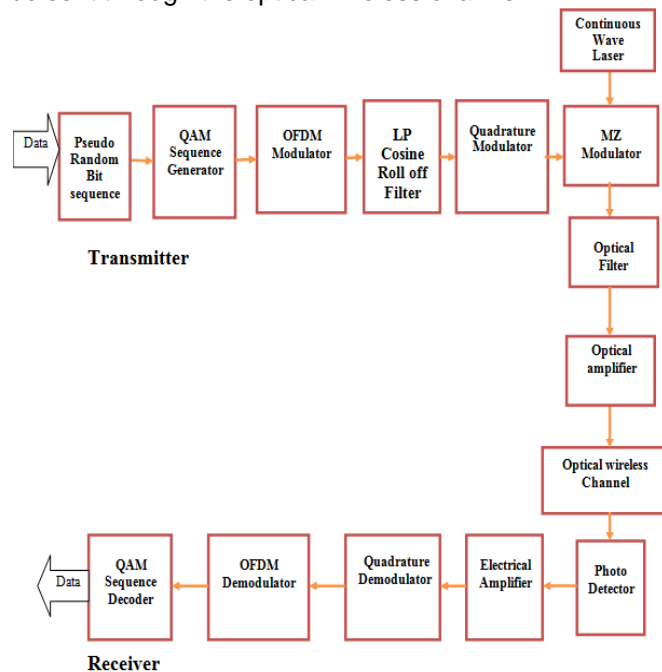 Continuous
Wave
Laser
Data
Pseudo
Random
Bit
sequence
QAM
Sequence
Generator
OFDM
Modulator
LP
Cosine
Roll off
Filter
Quadrature
Modulator
MZ
Modulator
Transmitter
Optical
Filter
Optical
amplifier
Optical wireless
Channel
Data
QAM
Sequence
Decoder
OFDM
Demodulator
Quadrature
Demodulator
Electrical
Amplifier
Photo
Detector
Receiver